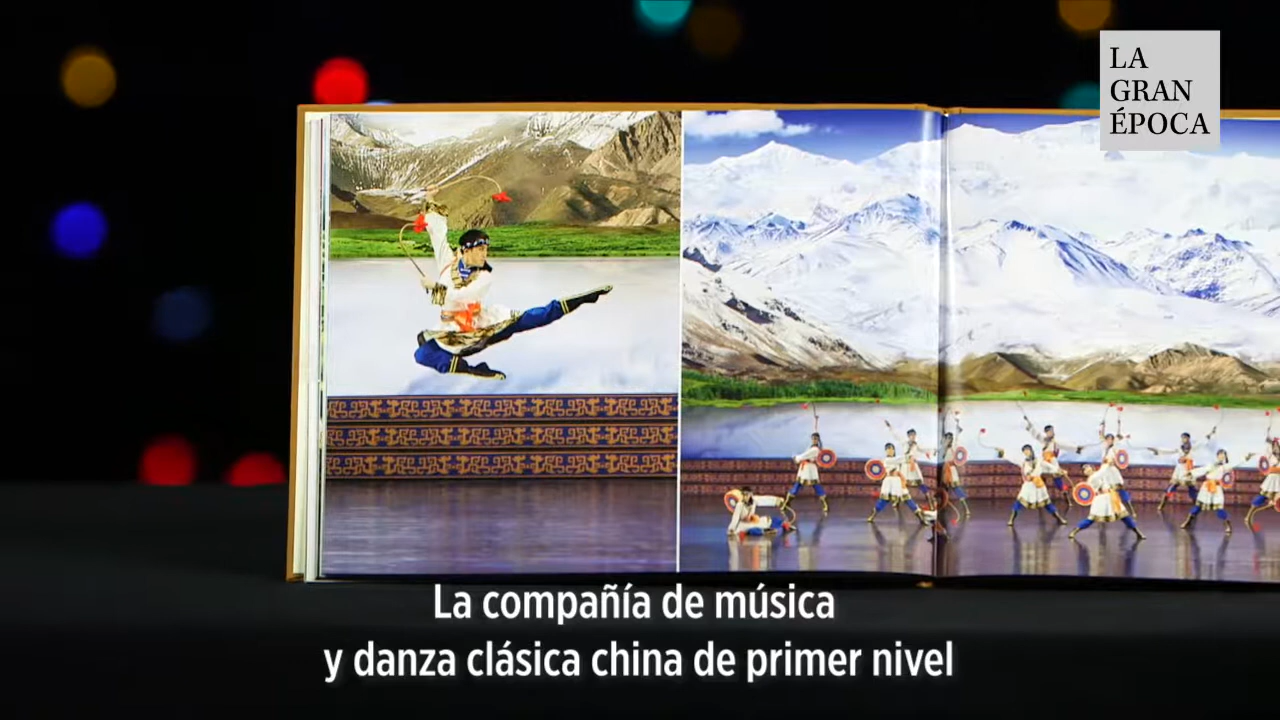 LA
GRAN
ÉPOCA
La compañía de música
y danza clásica china de primer nivel